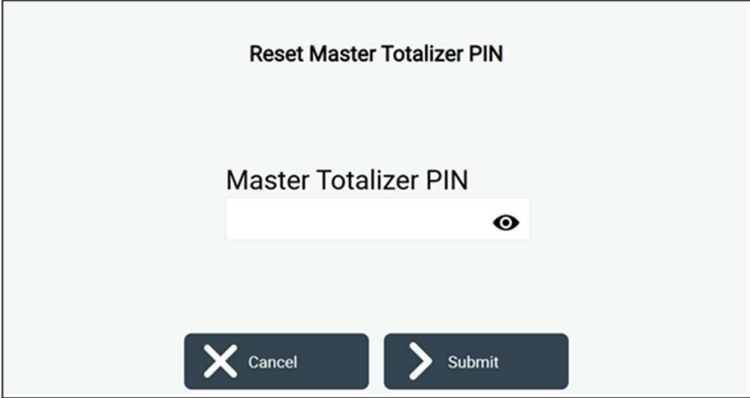 Reset Master Totalizer PIN
Master Totalizer PIN
Cancel
Submit